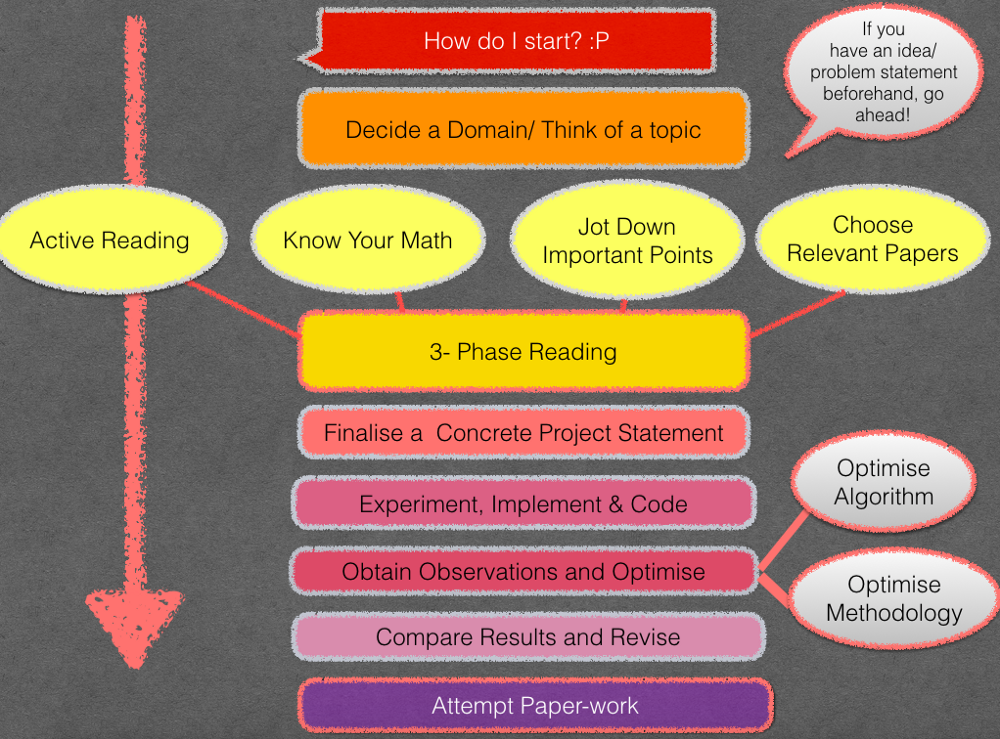 How do I start? :P
If you
have an idea/
problem statement
beforehand, go
ahead!
Decide a Domain/ Think of a topic
Active Reading
Know Your Math
Jot Down
Important Points
Choose
Relevant Papers
3- Phase Reading
Finalise a  Concrete Project Statement
Experiment, Implement & Code
Optimise
Algorithm
Obtain Observations and Optimise
Optimise
Methodology
Compare Results and Revise
Attempt Paper-work